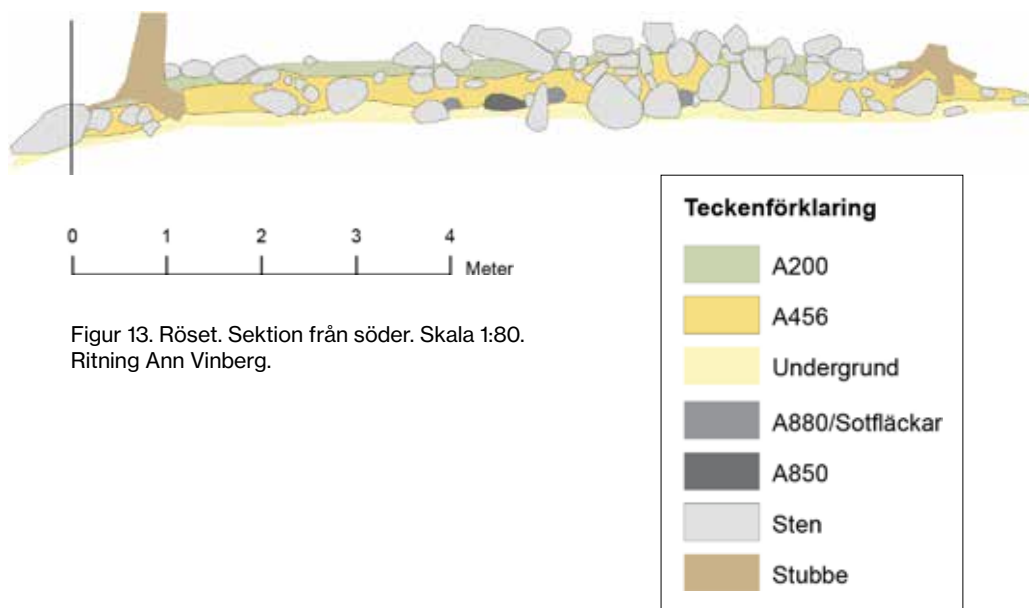 0 1 2 3 4
Meter
Figur 13. Röset. Sektion från söder. Skala 1:80.
Ritning Ann Vinberg.
Teckenförklaring
A200
A456
Undergrund
A880/Sotfläckar
A850
Sten
Stubbe